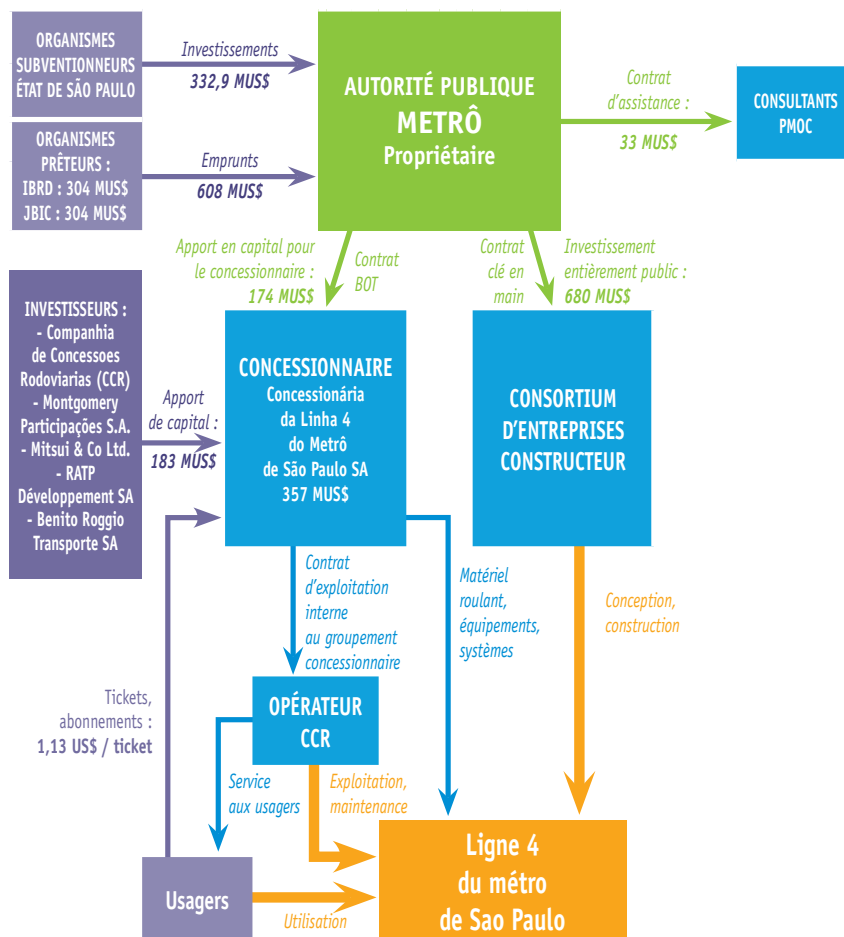 ORGANISMES
SUBVENTIONNEURS
ÉTAT DE SÃO PAULO
Investissements
332,9 MUS$
AUTORITÉ PUBLIQUE
METRÔ
Propriétaire
Contrat
d'assistance :
33 MUS$
CONSULTANTS
PMOC
ORGANISMES
PRÊTEURS :
IBRD : 304 MUS$
JBIC : 304 MUS$
Emprunts
608 MUS$
Apport en capital pour
le concessionnaire :
174 MUS$
Contrat
BOT
Contrat
clé en
main
Investissement
entièrement public :
680 MUS$
INVESTISSEURS :
- Companhia
de Concessoes
Rodoviarias (CCR)
- Montgomery
Participações S.A.
- Mitsui & Co Ltd.
- RATP
Développement SA
- Benito Roggio
Transporte SA
Apport
de capital :
183 MUS$
CONCESSIONNAIRE
Concessionária
da Linha 4
do Metrô
de São Paulo SA
357 MUS$
CONSORTIUM
D'ENTREPRISES
CONSTRUCTEUR
Contrat
d'exploitation
interne
au groupement
concessionnaire
Matériel
roulant,
équipements,
systèmes
Conception,
construction
Tickets,
abonnements :
1,13 US$ / ticket
OPÉRATEUR
CCR
Service
aux usagers
Exploitation,
maintenance
Usagers
Utilisation
Ligne 4
du métro
de Sao Paulo